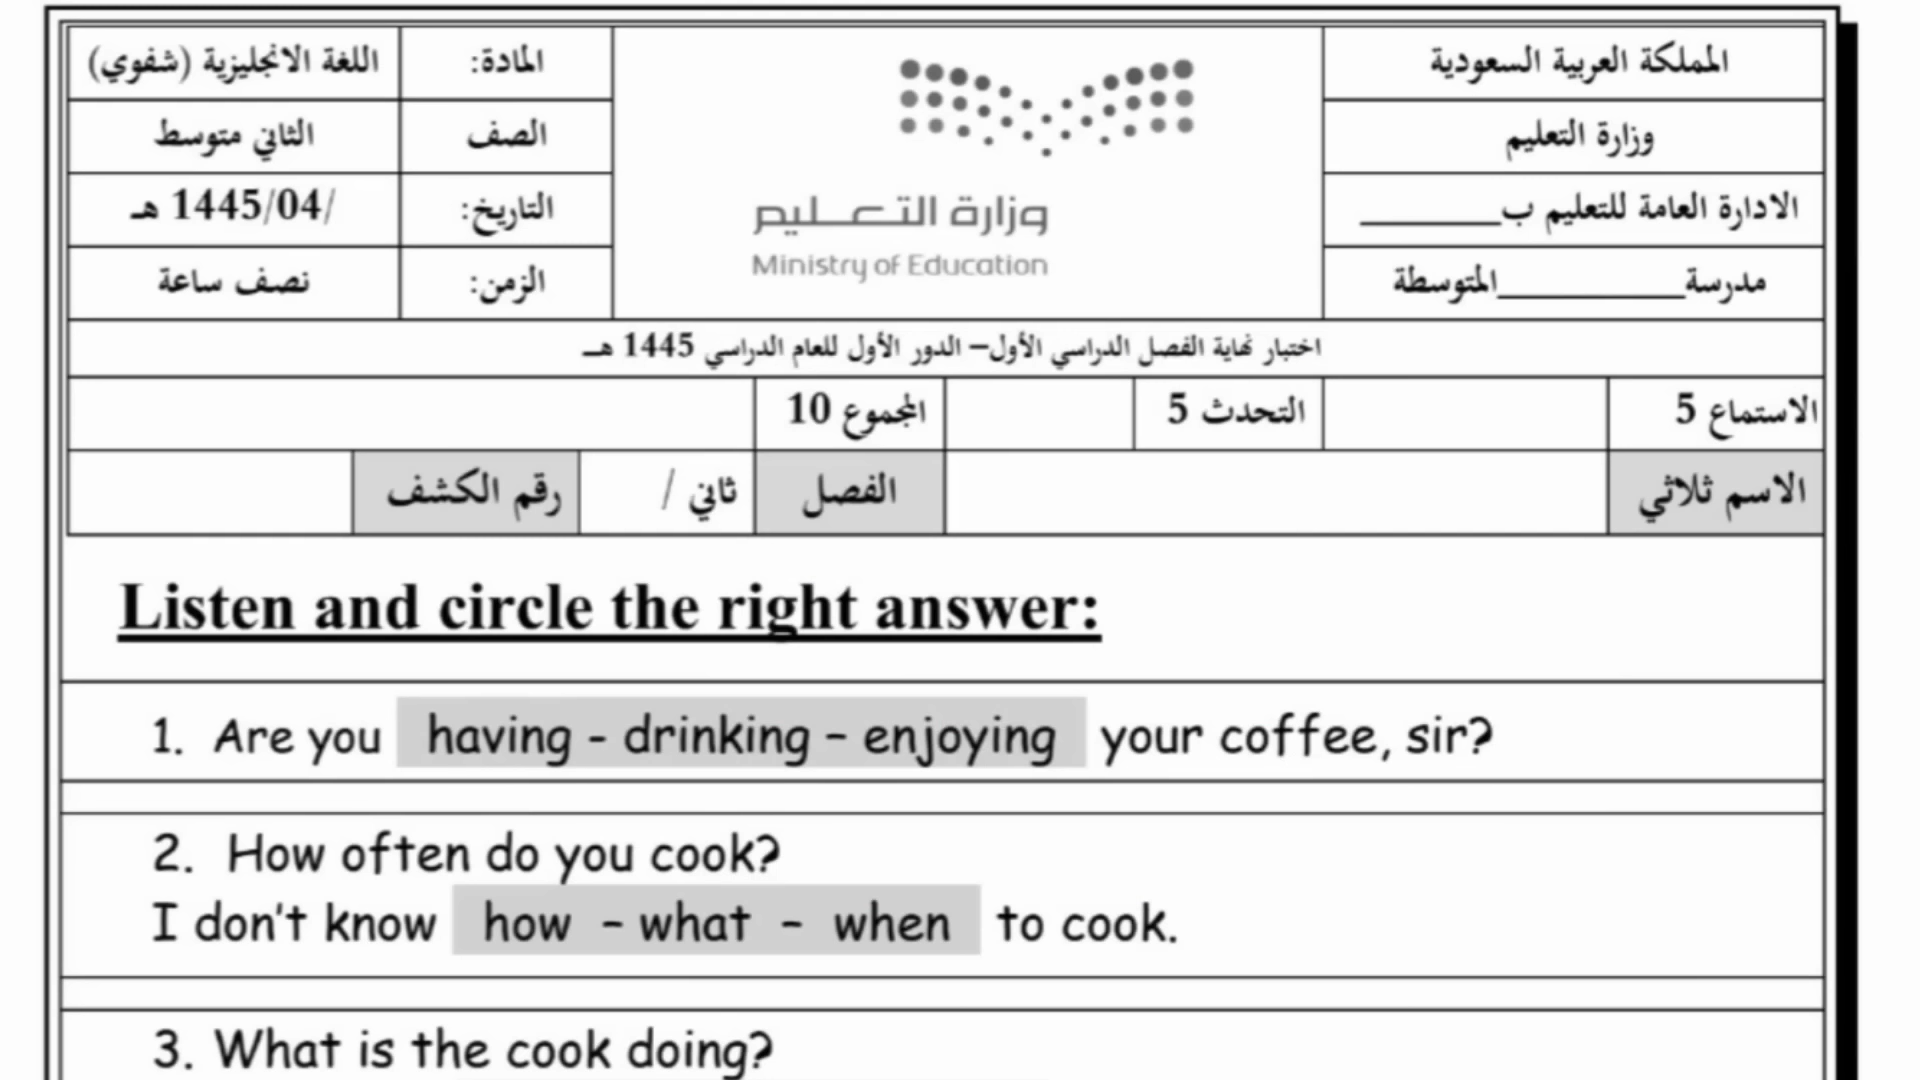 المملكة العربية السعودية
وزارة التعليم
الادارة العامة للتعليم ب________
مدرسة__________المتوسطة
وزارة التعـــليم
Ministry of Education
المادة: اللغة الانجليزية (شفوي)
الصف الثاني متوسط
التاريخ: /1445/04 هـ
الزمن: نصف ساعة
اختبار نهاية الفصل الدراسي الأول– الدور الأول للعام الدراسي 1445 هـ
الاستماع 5 التحدث 5 المجموع 10
الاسم ثلاثي الفصل ثاني / رقم الكشف
Listen and circle the right answer:
1. Are you having - drinking – enjoying your coffee, sir?
2. How often do you cook?
I don't know how – what – when to cook.
3. What is the cook doing?